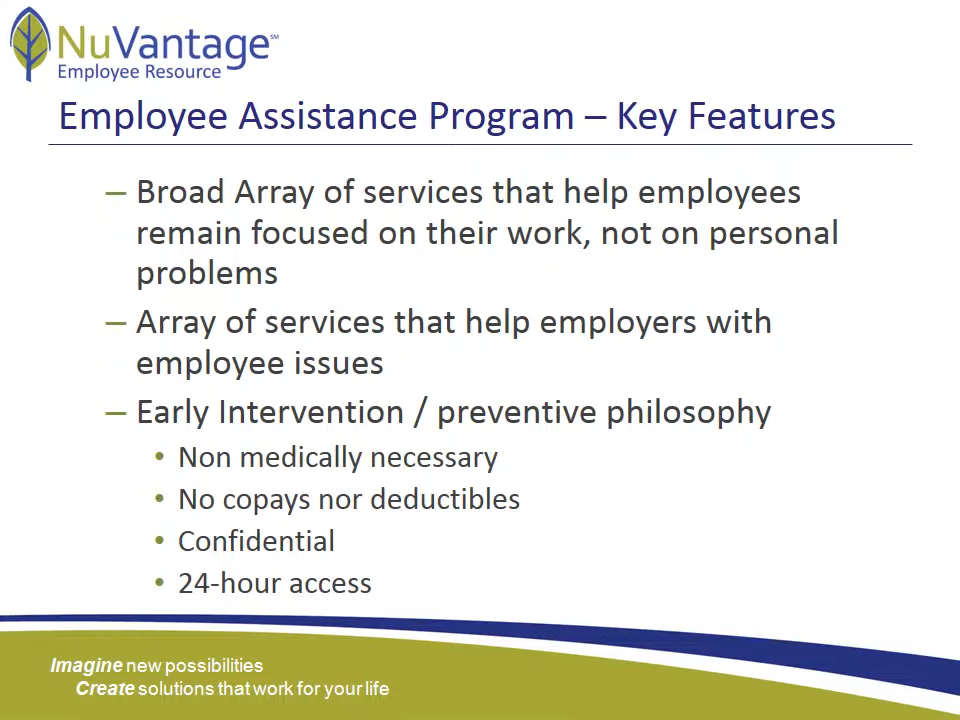 NuVantage℠
Employee Resource
Employee Assistance Program – Key Features
– Broad Array of services that help employees
remain focused on their work, not on personal
problems
– Array of services that help employers with
employee issues
– Early Intervention / preventive philosophy
• Non medically necessary
• No copays nor deductibles
• Confidential
• 24-hour access
Imagine new possibilities
Create solutions that work for your life